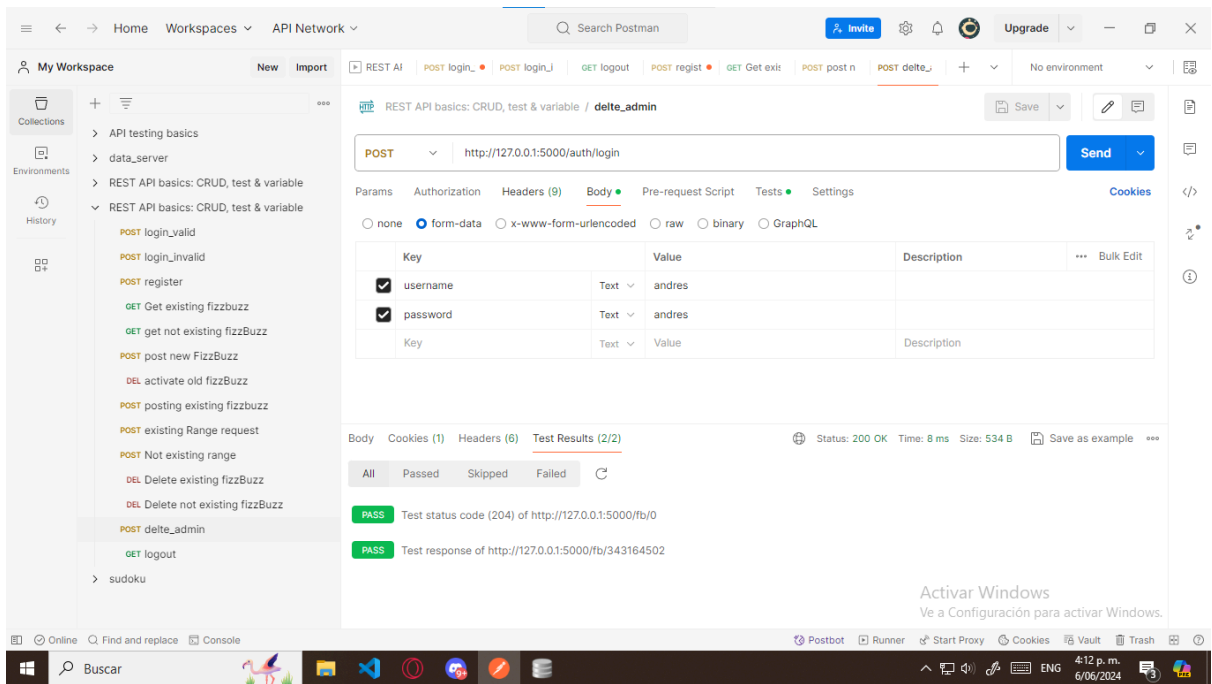 Home Workspaces API Network Search Postman Invite Upgrade
My Workspace New Import REST AI POST login_ POST login_i GET logout POST regist GET Get exis POST post n POST delte_ No environment
Collections
Environments
History
API testing basics
data_server
REST API basics: CRUD, test & variable
REST API basics: CRUD, test & variable
POST login_valid
POST login_invalid
POST register
GET Get existing fizzbuzz
GET get not existing fizzBuzz
POST post new FizzBuzz
DEL activate old fizzBuzz
POST posting existing fizzbuzz
POST existing Range request
POST Not existing range
DEL Delete existing fizzBuzz
DEL Delete not existing fizzBuzz
POST delte_admin
GET logout
sudoku
HTTP REST API basics: CRUD, test & variable / delte_admin Save
POST http://127.0.0.1:5000/auth/login Send
Params Authorization Headers (9) Body Pre-request Script Tests Settings Cookies
none form-data x-www-form-urlencoded raw binary GraphQL
Key Value Description Bulk Edit
username Text andres
password Text andres
Key Text Value Description
Body Cookies (1) Headers (6) Test Results (2/2) Status: 200 OK Time: 8 ms Size: 534 B Save as example
All Passed Skipped Failed
PASS Test status code (204) of http://127.0.0.1:5000/fb/0
PASS Test response of http://127.0.0.1:5000/fb/343164502
Activar Windows
Ve a Configuración para activar Windows.
Online Find and replace Console Postbot Runner Start Proxy Cookies Vault Trash
Buscar ENG 4:12 p. m.
6/06/2024 3